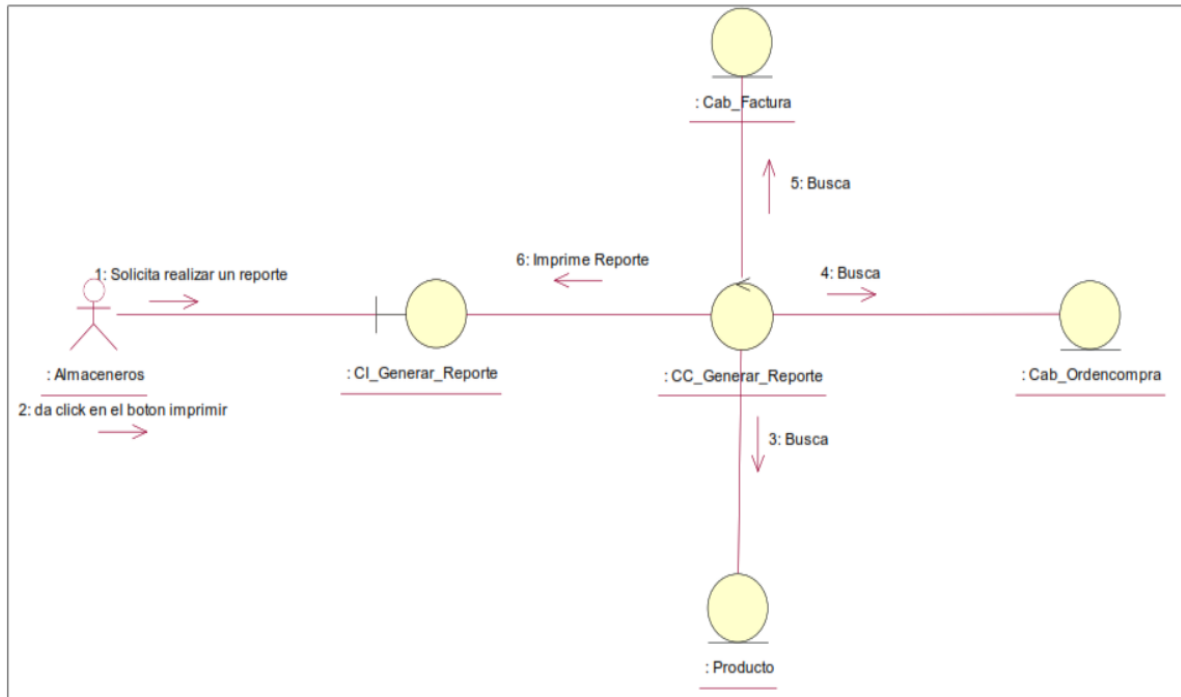 : Cab_Factura
5: Busca
1: Solicita realizar un reporte
6: Imprime Reporte
4: Busca
: Almaceneros
: CI_Generar_Reporte
: CC_Generar_Reporte
: Cab_Ordencompra
2: da click en el boton imprimir
3: Busca
: Producto